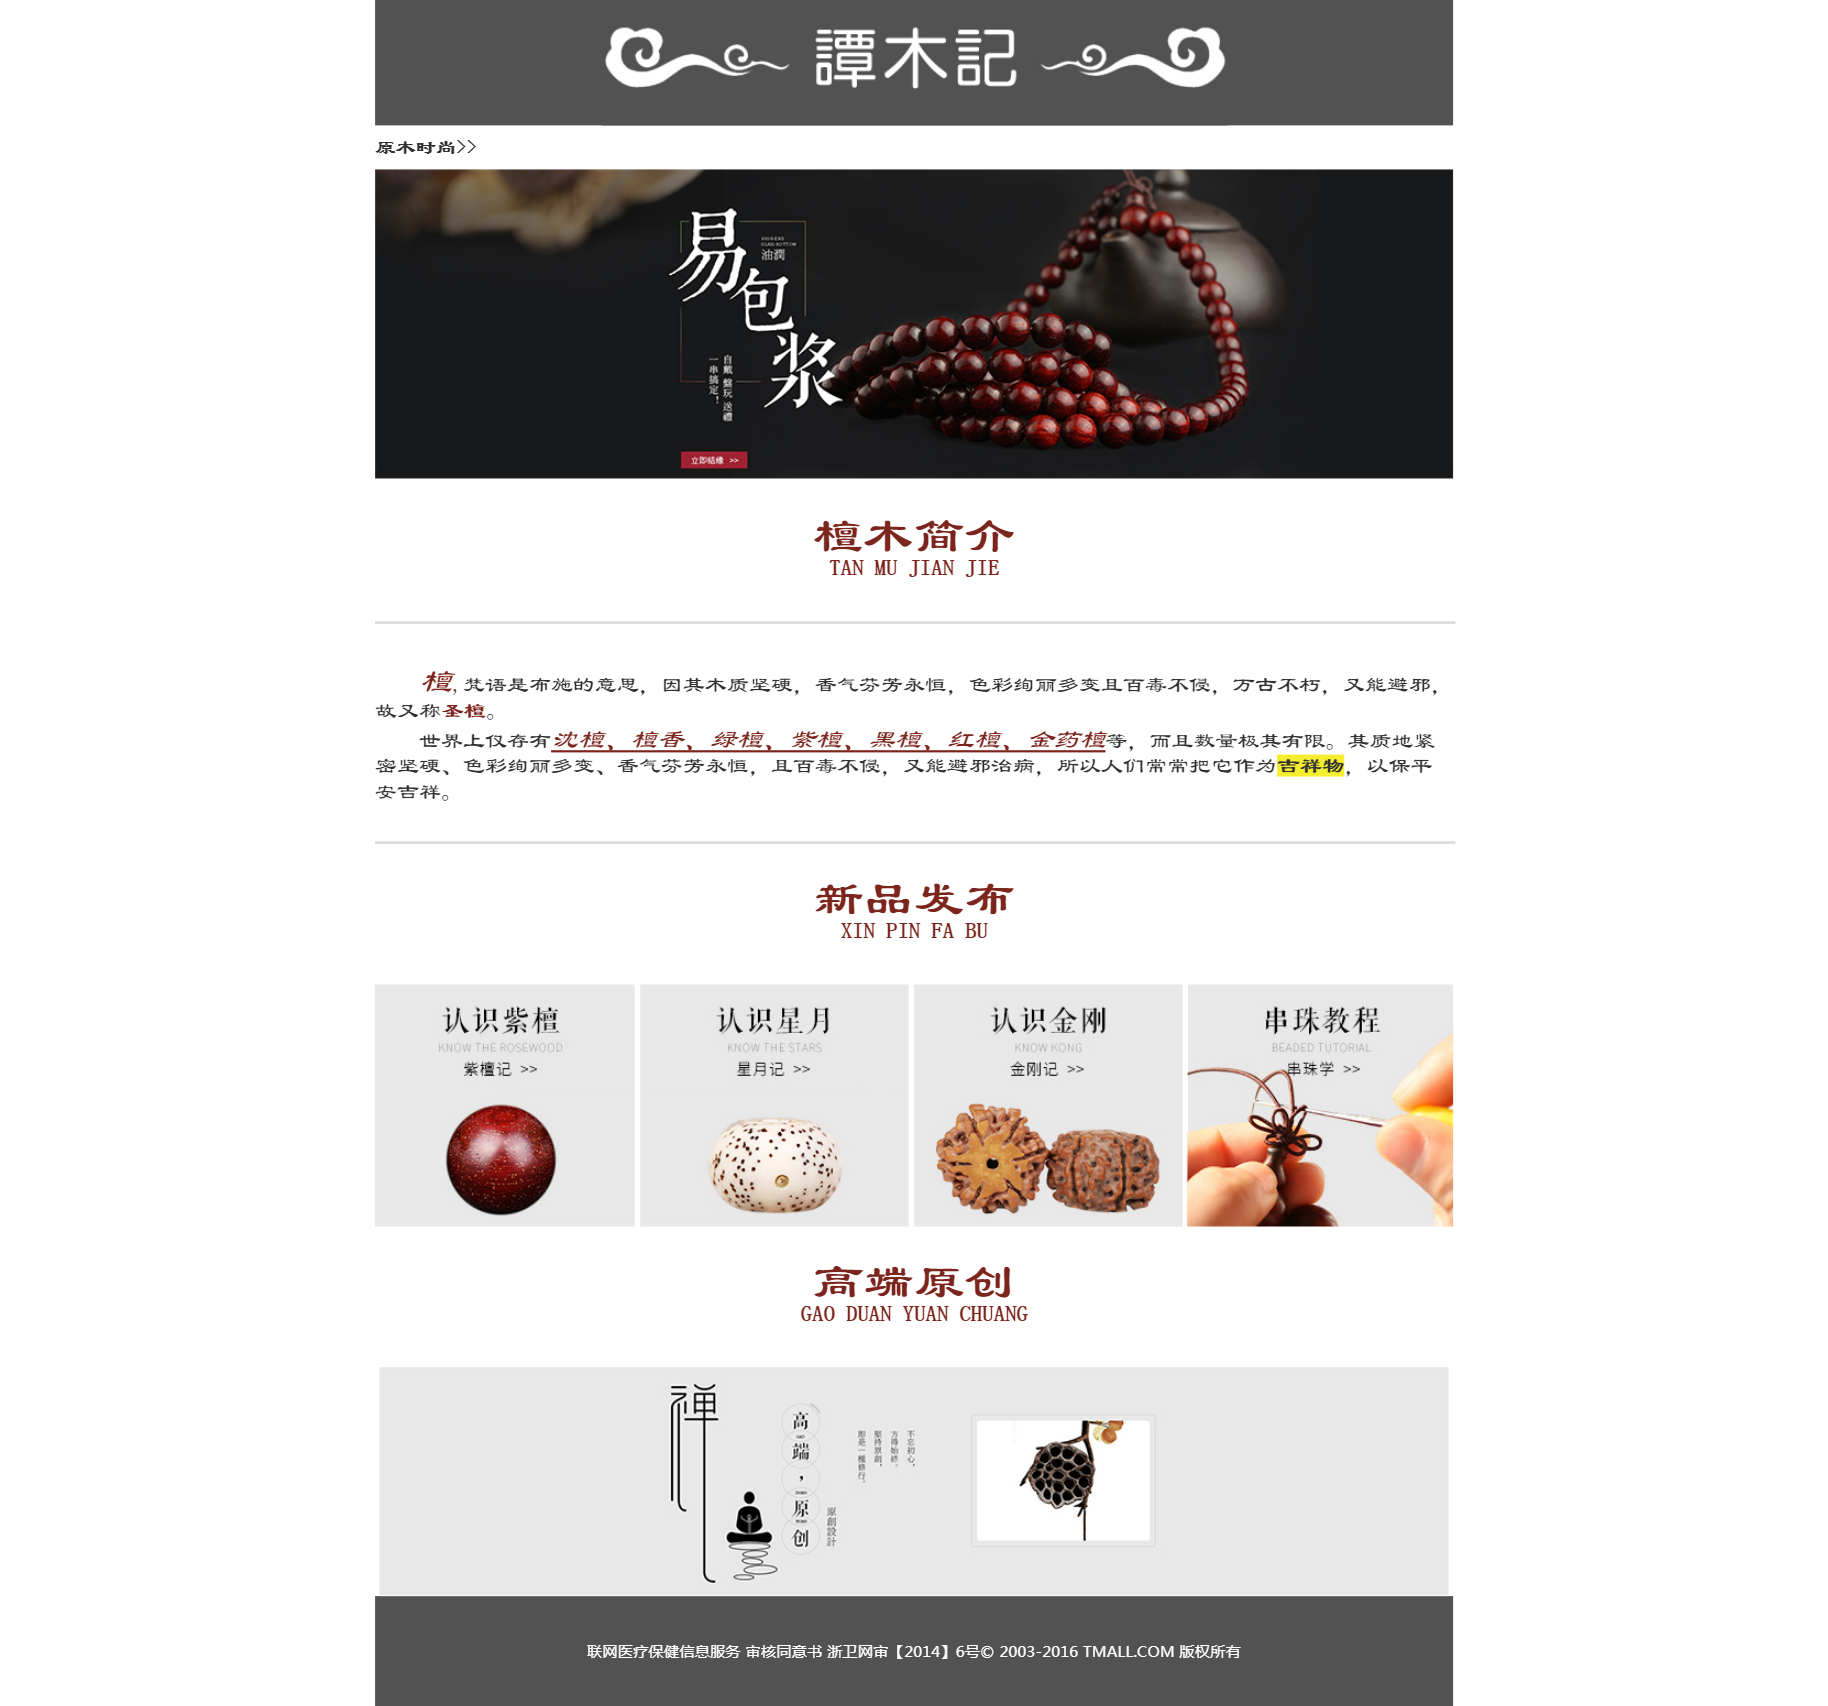 譚木記
原木时尚>>
易包浆
油潤
自戴 盤玩 送禮
一串搞定！
立即結缘 >>
檀木简介
TAN MU JIAN JIE
檀, 梵语是布施的意思，因其木质坚硬，香气芬芳永恒，色彩绚丽多变且百毒不侵，万古不朽，又能避邪，
故又称圣檀。
世界上仅存有沈檀、檀香、绿檀、紫檀、黑檀、红檀、金药檀等，而且数量极其有限。其质地紧
密坚硬、色彩绚丽多变、香气芬芳永恒，且百毒不侵，又能避邪治病，所以人们常常把它作为吉祥物，以保平
安吉祥。
新品发布
XIN PIN FA BU
认识紫檀
KNOW THE ROSEWOOD
紫檀记 >>
认识星月
KNOW THE STARS
星月记 >>
认识金刚
KNOW KONG
金刚记 >>
串珠教程
BEADED TUTORIAL
串珠学 >>
高端原创
GAO DUAN YUAN CHUANG
禅
高端，原创
原創設計
不忘初心，
方得始終。
堅持原創，
即是一種修行。
联网医疗保健信息服务 审核同意书 浙卫网审【2014】6号© 2003-2016 TMALL.COM 版权所有